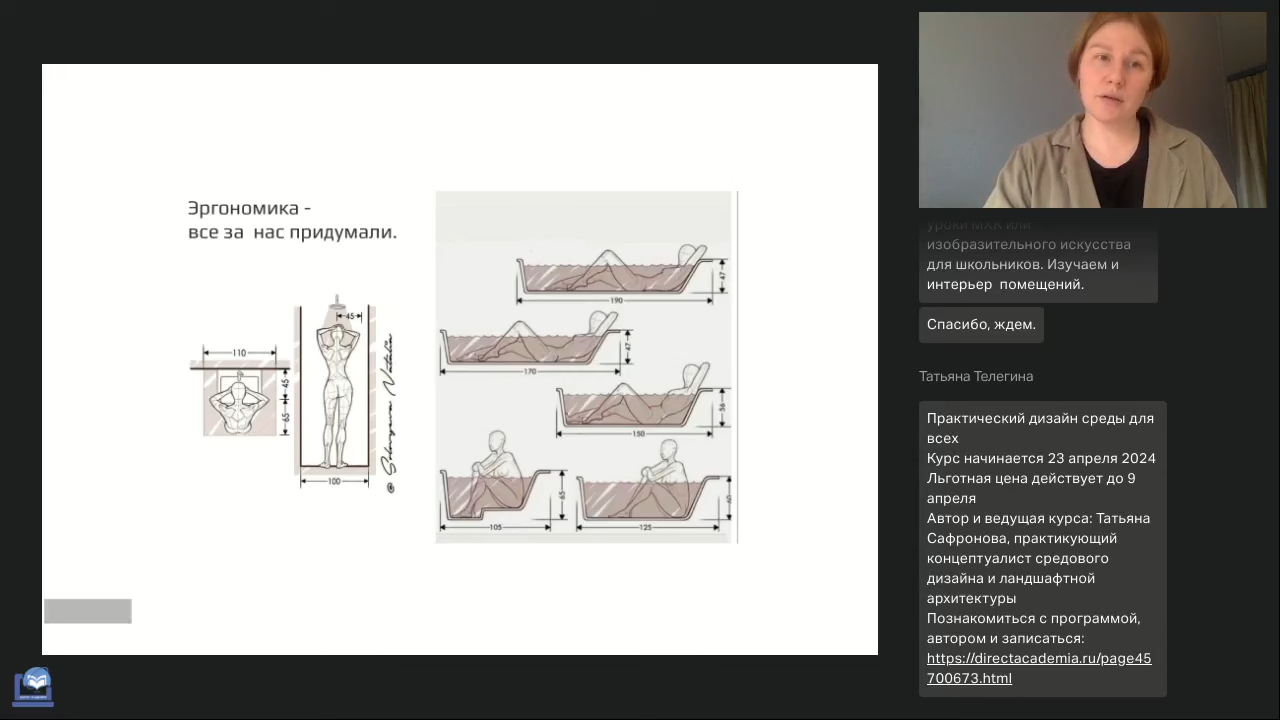 Эргономика -
все за нас придумали.
45
110
45
65
100
47
190
47
170
56
150
65
105
125
уроки МХК или
изобразительного искусства
для школьников. Изучаем и
интерьер помещений.
Спасибо, ждем.
Татьяна Телегина
Практический дизайн среды для
всех
Курс начинается 23 апреля 2024
Льготная цена действует до 9
апреля
Автор и ведущая курса: Татьяна
Сафронова, практикующий
концептуалист средового
дизайна и ландшафтной
архитектуры
Познакомиться с программой,
автором и записаться:
https://directacademia.ru/page45
700673.html